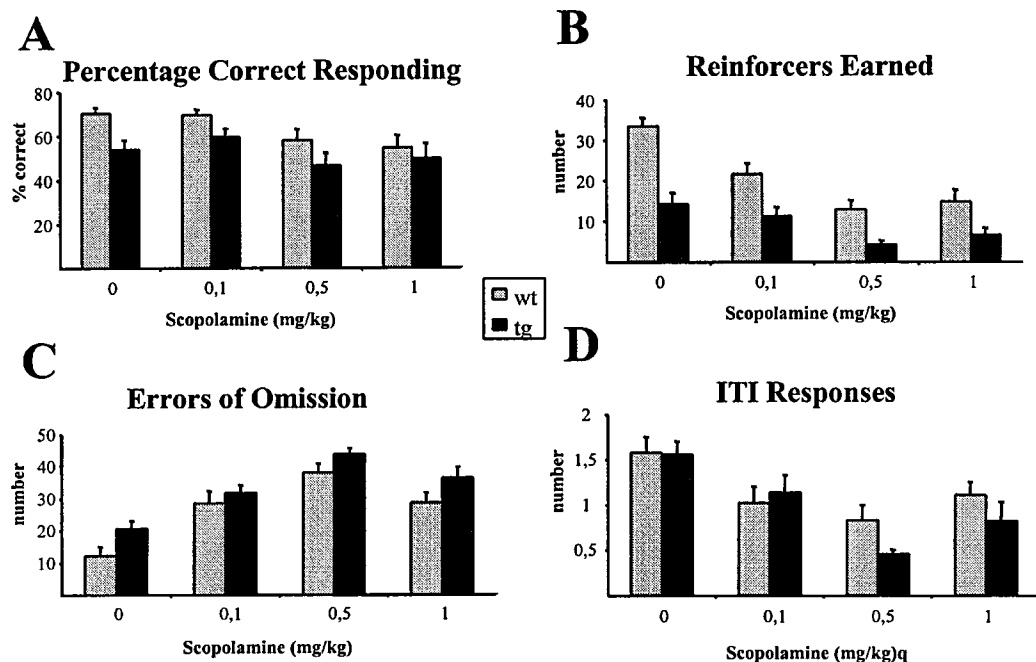 A
Percentage Correct Responding
80
60
40
20
% correct
0 0,1 0,5 1
Scopolamine (mg/kg)
B
Reinforcers Earned
40
30
20
10
number
0 0,1 0,5 1
Scopolamine (mg/kg)
wt
tg
C
Errors of Omission
50
40
30
20
10
number
0 0,1 0,5 1
Scopolamine (mg/kg)
D
ITI Responses
2
1,5
1
0,5
number
0 0,1 0,5 1
Scopolamine (mg/kg)q